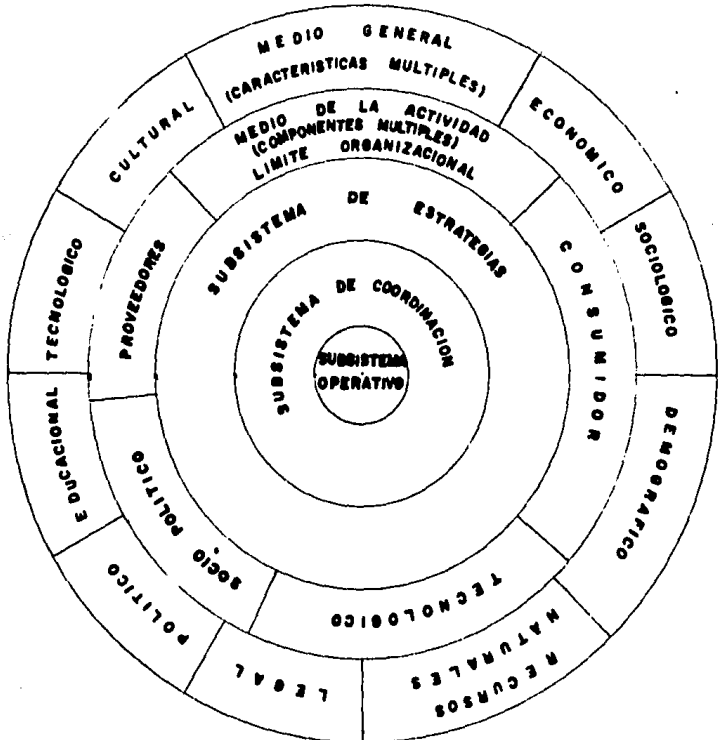 MEDIO GENERAL
(CARACTERISTICAS MULTIPLES)
ECONOMICO
SOCIOLOGICO
DEMOGRAFICO
RECURSOS
NATURALES
LEGAL
POLITICO
EDUCACIONAL
TECNOLOGICO
CULTURAL
MEDIO DE LA ACTIVIDAD
(COMPONENTES MULTIPLES)
LIMITE ORGANIZACIONAL
CONSUMIDOR
TECNOLOGICO
SOCIO POLITICO
PROVEEDORES
SUBSISTEMA DE ESTRATEGIAS
SUBSISTEMA DE COORDINACION
SUBSISTEMA
OPERATIVO